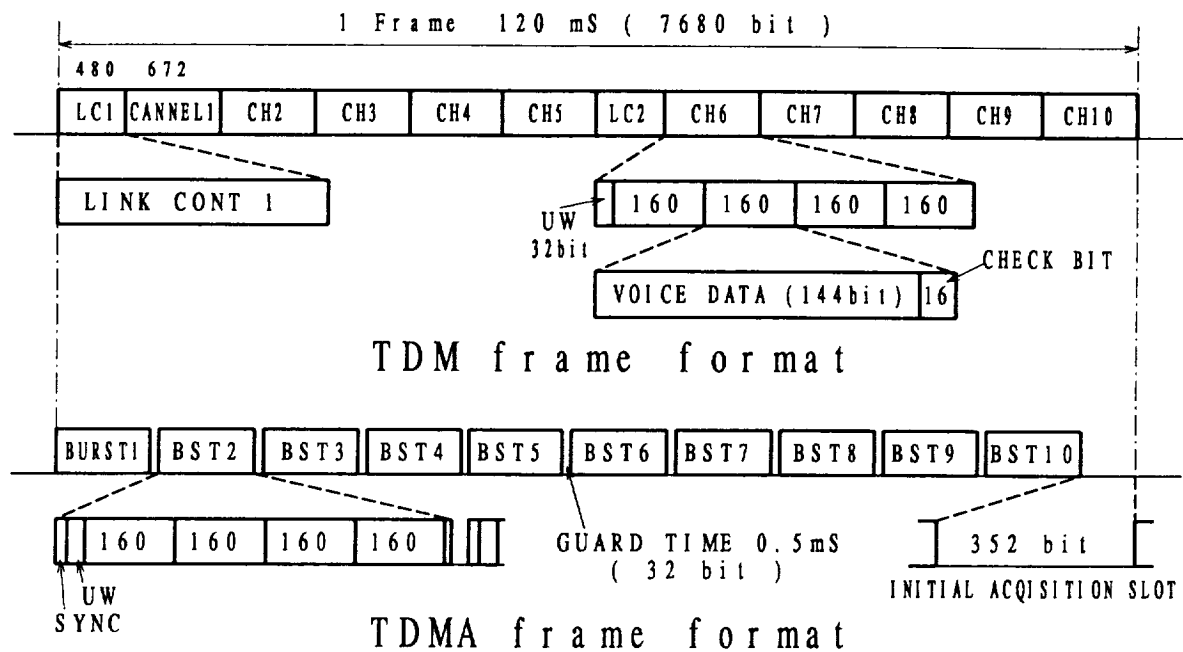 1 Frame 120 mS ( 7680 bit )
480 672
LC1 CANNEL1 CH2 CH3 CH4 CH5 LC2 CH6 CH7 CH8 CH9 CH10
LINK CONT 1
160 160 160 160
UW
32bit
CHECK BIT
VOICE DATA (144bit) 16
TDM frame format
BURST1 BST2 BST3 BST4 BST5 BST6 BST7 BST8 BST9 BST10
160 160 160 160
GUARD TIME 0.5mS
( 32 bit )
352 bit
UW
SYNC
INITIAL ACQISITION SLOT
TDMA frame format